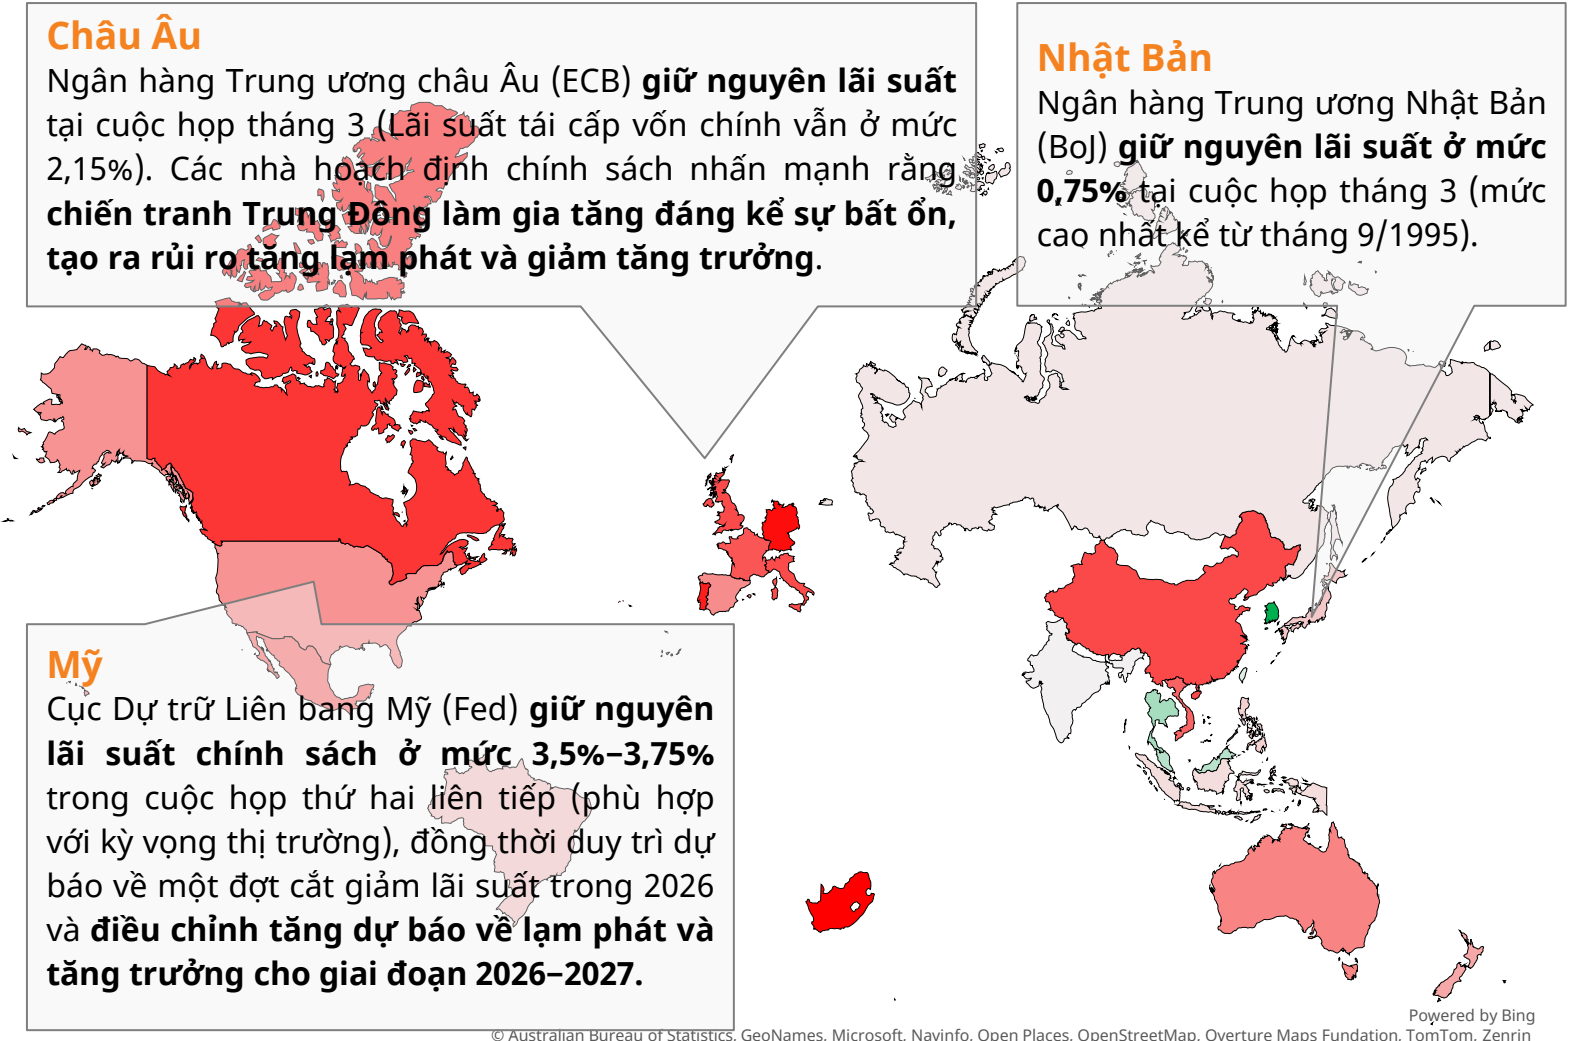 Châu Âu
Ngân hàng Trung ương châu Âu (ECB) giữ nguyên lãi suất
tại cuộc họp tháng 3 (Lãi suất tái cấp vốn chính vẫn ở mức
2,15%). Các nhà hoạch định chính sách nhấn mạnh rằng
chiến tranh Trung Đông làm gia tăng đáng kể sự bất ổn,
tạo ra rủi ro tăng lạm phát và giảm tăng trưởng.
Nhật Bản
Ngân hàng Trung ương Nhật Bản
(BoJ) giữ nguyên lãi suất ở mức
0,75% tại cuộc họp tháng 3 (mức
cao nhất kể từ tháng 9/1995).
Mỹ
Cục Dự trữ Liên bang Mỹ (Fed) giữ nguyên
lãi suất chính sách ở mức 3,5%–3,75%
trong cuộc họp thứ hai liên tiếp (phù hợp
với kỳ vọng thị trường), đồng thời duy trì dự
báo về một đợt cắt giảm lãi suất trong 2026
và điều chỉnh tăng dự báo về lạm phát và
tăng trưởng cho giai đoạn 2026–2027.
Powered by Bing
© Australian Bureau of Statistics, GeoNames, Microsoft, Navinfo, Open Places, OpenStreetMap, Overture Maps Fundation, TomTom, Zenrin